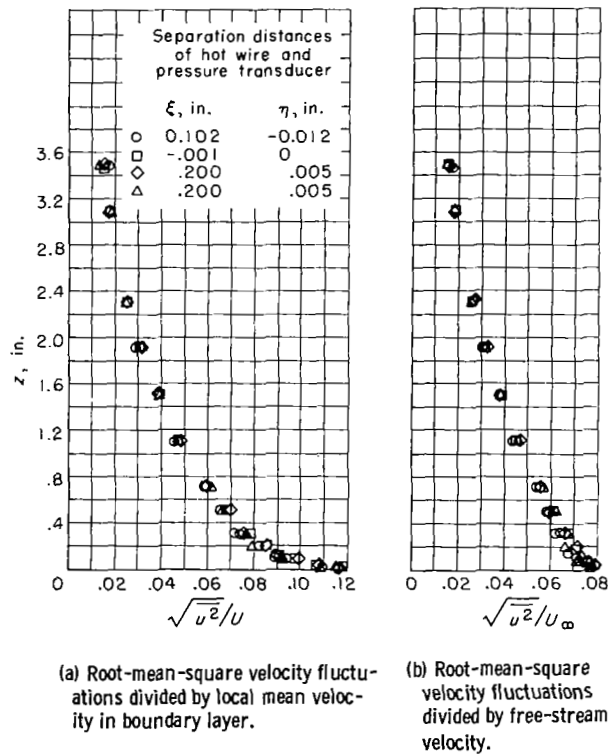 Separation distances
of hot wire and
pressure transducer
ξ, in. η, in.
○ 0.102 -0.012
□ -.001 0
◇ .200 .005
△ .200 .005
z, in.
3.6
3.2
2.8
2.4
2.0
1.6
1.2
.8
.4
0 .02 .04 .06 .08 .10 .12
√u²/U
0 .02 .04 .06 .08
√u²/U∞
(a) Root-mean-square velocity fluctu-
ations divided by local mean veloc-
ity in boundary layer.
(b) Root-mean-square
velocity fluctuations
divided by free-stream
velocity.